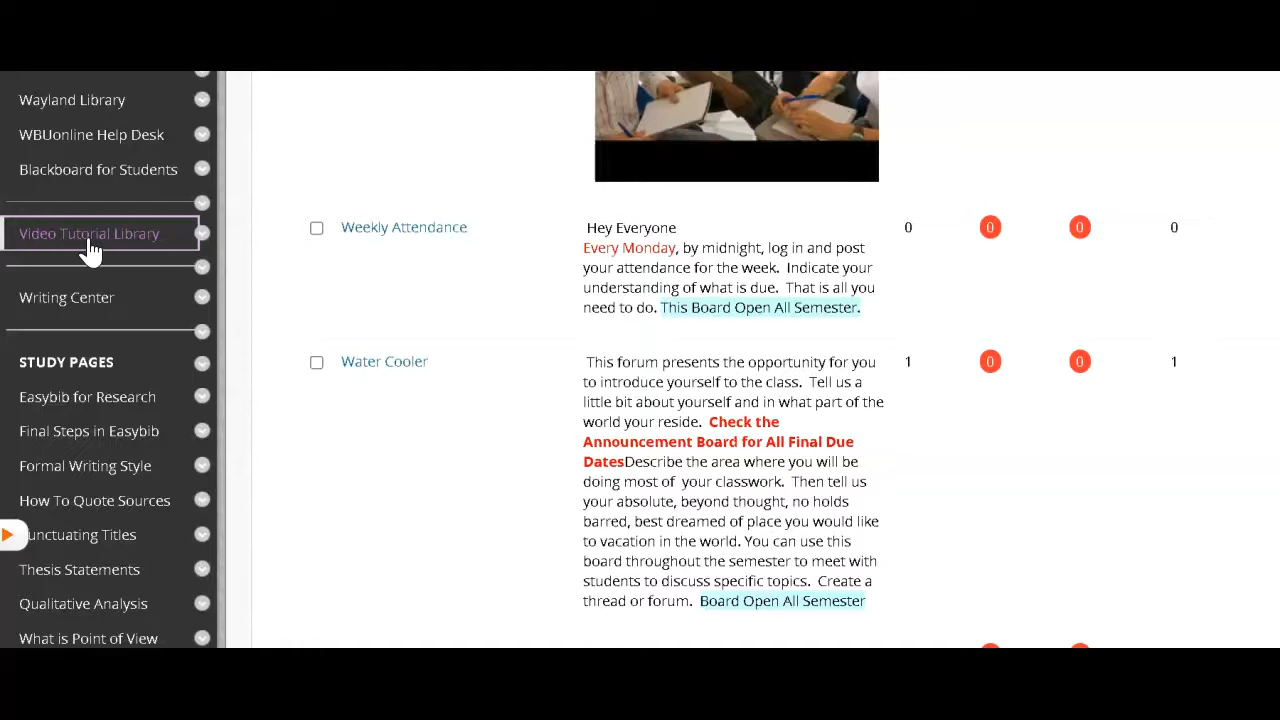 Wayland Library
WBUonline Help Desk
Blackboard for Students
Video Tutorial Library
Writing Center
STUDY PAGES
Easybib for Research
Final Steps in Easybib
Formal Writing Style
How To Quote Sources
unctuating Titles
Thesis Statements
Qualitative Analysis
What is Point of View
Weekly Attendance
Hey Everyone
Every Monday, by midnight, log in and post
your attendance for the week. Indicate your
understanding of what is due. That is all you
need to do. This Board Open All Semester.
0 0 0 0
Water Cooler
This forum presents the opportunity for you
to introduce yourself to the class. Tell us a
little bit about yourself and in what part of the
world your reside. Check the
Announcement Board for All Final Due
DatesDescribe the area where you will be
doing most of your classwork. Then tell us
your absolute, beyond thought, no holds
barred, best dreamed of place you would like
to vacation in the world. You can use this
board throughout the semester to meet with
students to discuss specific topics. Create a
thread or forum. Board Open All Semester
1 0 0 1